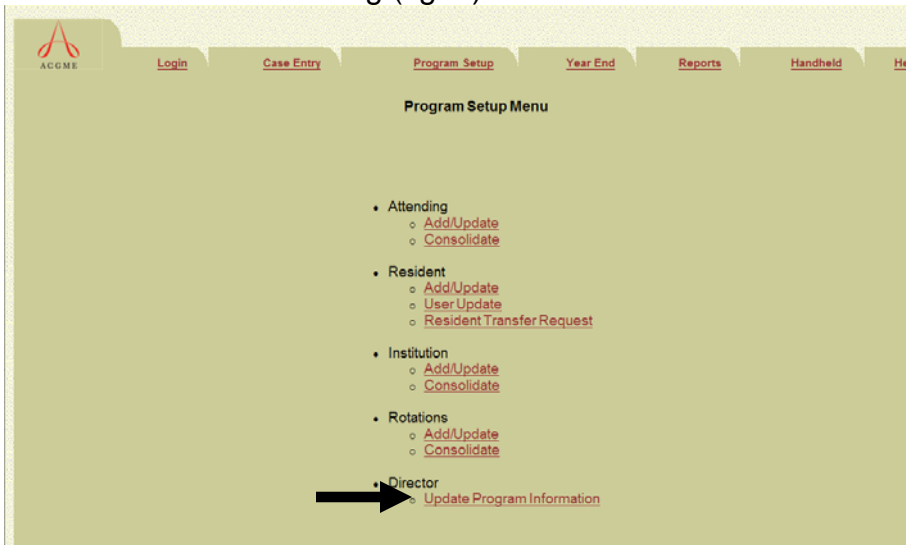 ACGME
Login Case Entry Program Setup Year End Reports Handheld
Program Setup Menu
• Attending
o Add/Update
o Consolidate
• Resident
o Add/Update
o User Update
o Resident Transfer Request
• Institution
o Add/Update
o Consolidate
• Rotations
o Add/Update
o Consolidate
• Director
o Update Program Information